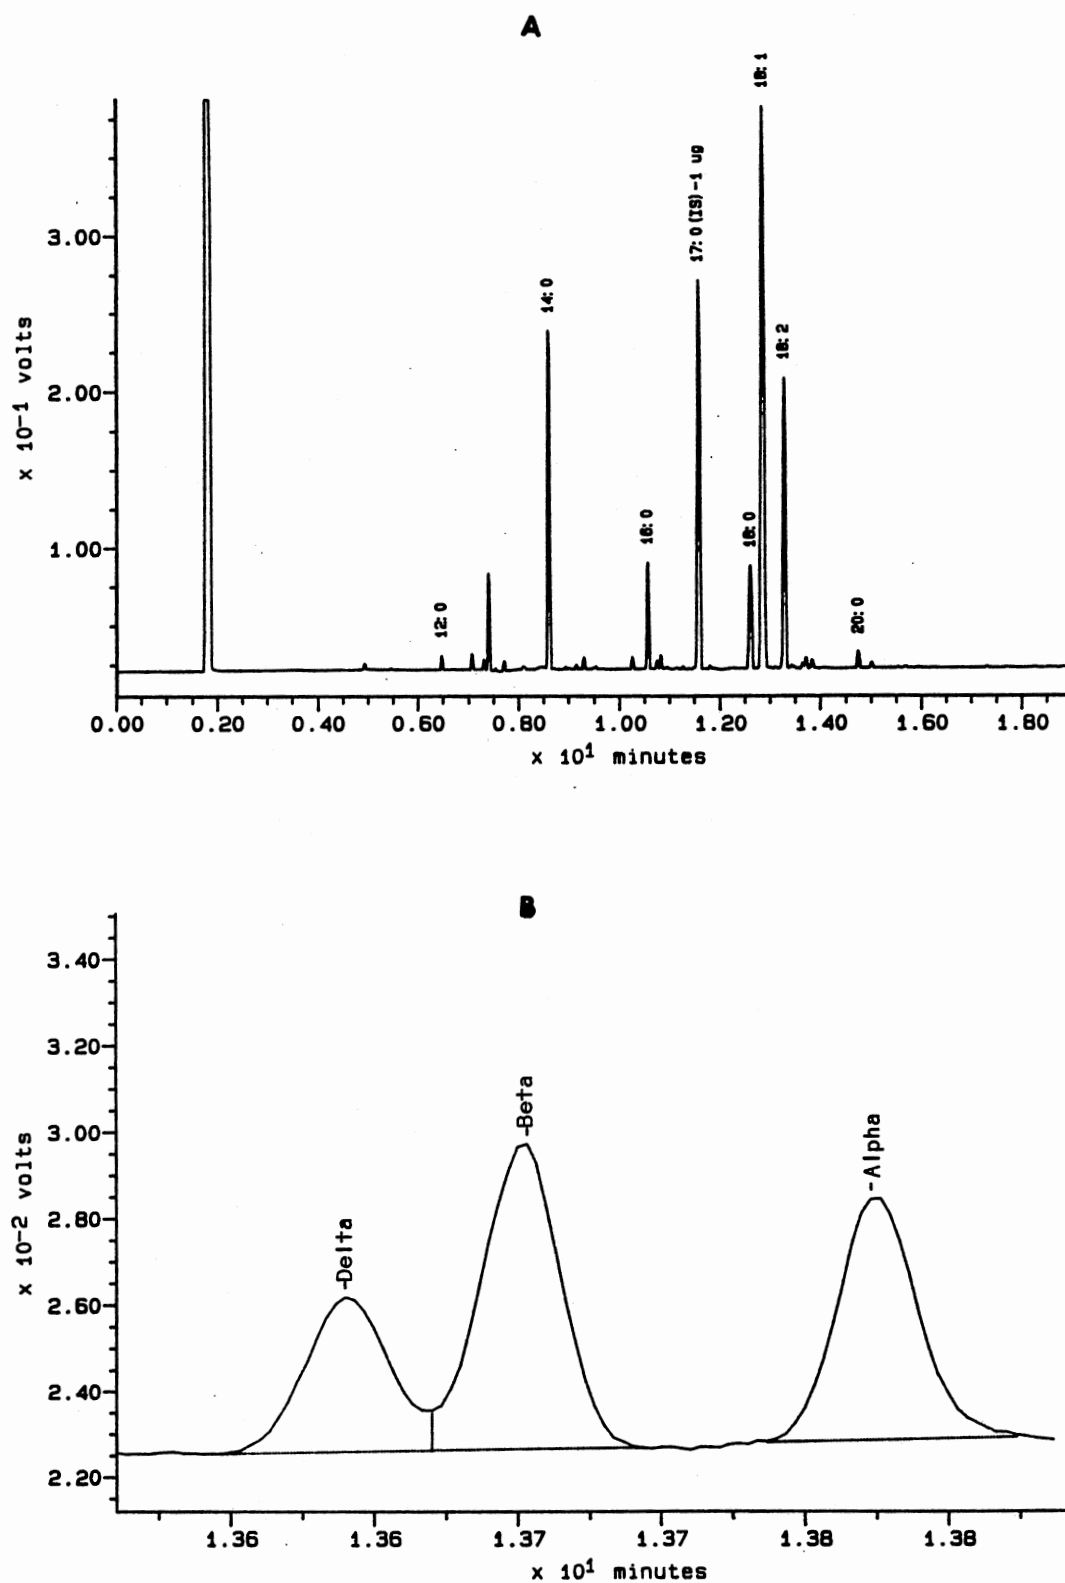 A
18:1
17:0(IS)-1 ug
3.00
14:0
18:2
x 10-1 volts
2.00
16:0
18:0
1.00
12:0
20:0
0.00 0.20 0.40 0.60 0.80 1.00 1.20 1.40 1.60 1.80
x 10¹ minutes
B
3.40
3.20
-Beta
3.00
-Alpha
x 10-2 volts
2.80
-Delta
2.60
2.40
2.20
1.36 1.36 1.37 1.37 1.38 1.38
x 10¹ minutes